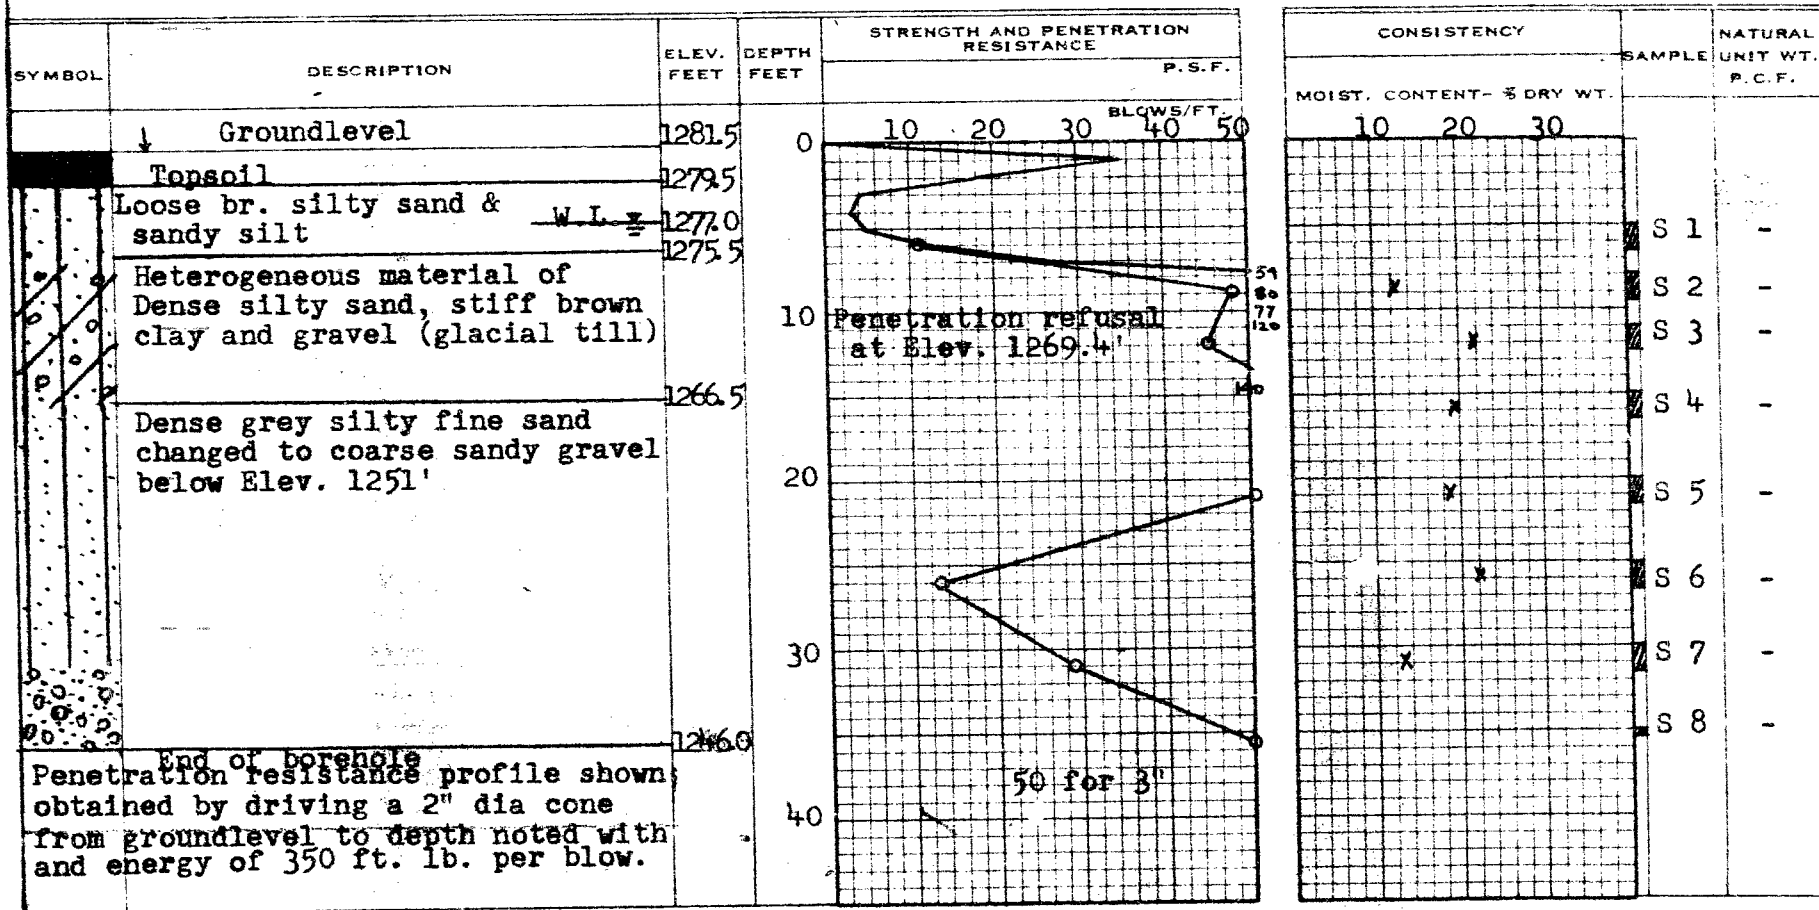 SYMBOL
DESCRIPTION
ELEV. FEET
DEPTH FEET
STRENGTH AND PENETRATION
RESISTANCE
P.S.F.
BLOWS/FT.
CONSISTENCY
MOIST. CONTENT- % DRY WT.
SAMPLE
NATURAL
UNIT WT.
P.C.F.
10 20 30 40 50
10 20 30
Groundlevel 1281.5 0
Topsoil 1279.5
Loose br. silty sand &
sandy silt
W.L. 1277.0
1275.5
S 1 -
Heterogeneous material of
Dense silty sand, stiff brown
clay and gravel (glacial till)
S 2 -
80
77
120
10
Penetration refusal
at Elev. 1269.4'
S 3 -
1266.5
140
S 4 -
Dense grey silty fine sand
changed to coarse sandy gravel
below Elev. 1251'
20
S 5 -
S 6 -
30
S 7 -
S 8 -
1246.0
End of borehole
Penetration resistance profile shown
obtained by driving a 2" dia cone
from groundlevel to depth noted with
and energy of 350 ft. lb. per blow.
50 for 3"
40